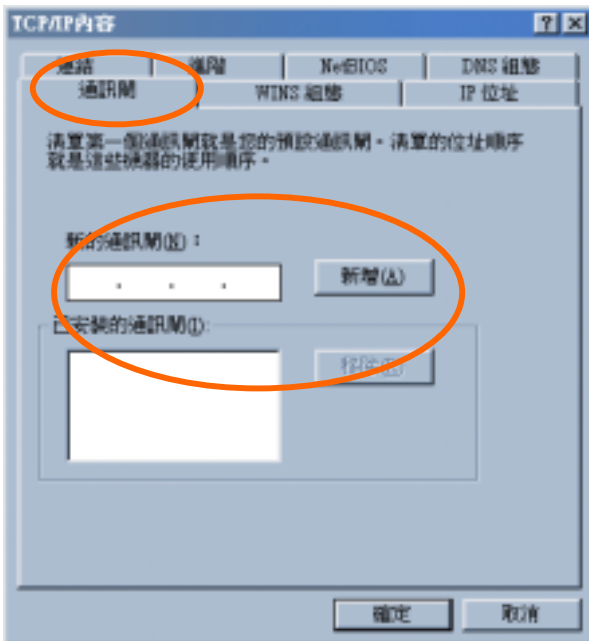 TCP/IP內容
連結 進階 NetBIOS DNS 組態
通訊閘 WINS 組態 IP 位址
清單第一個通訊閘就是您的預設通訊閘。清單的位址順序
就是這些機器的使用順序。
新的通訊閘(N)：
新增(A)
已安裝的通訊閘(I):
移除(R)
確定 取消